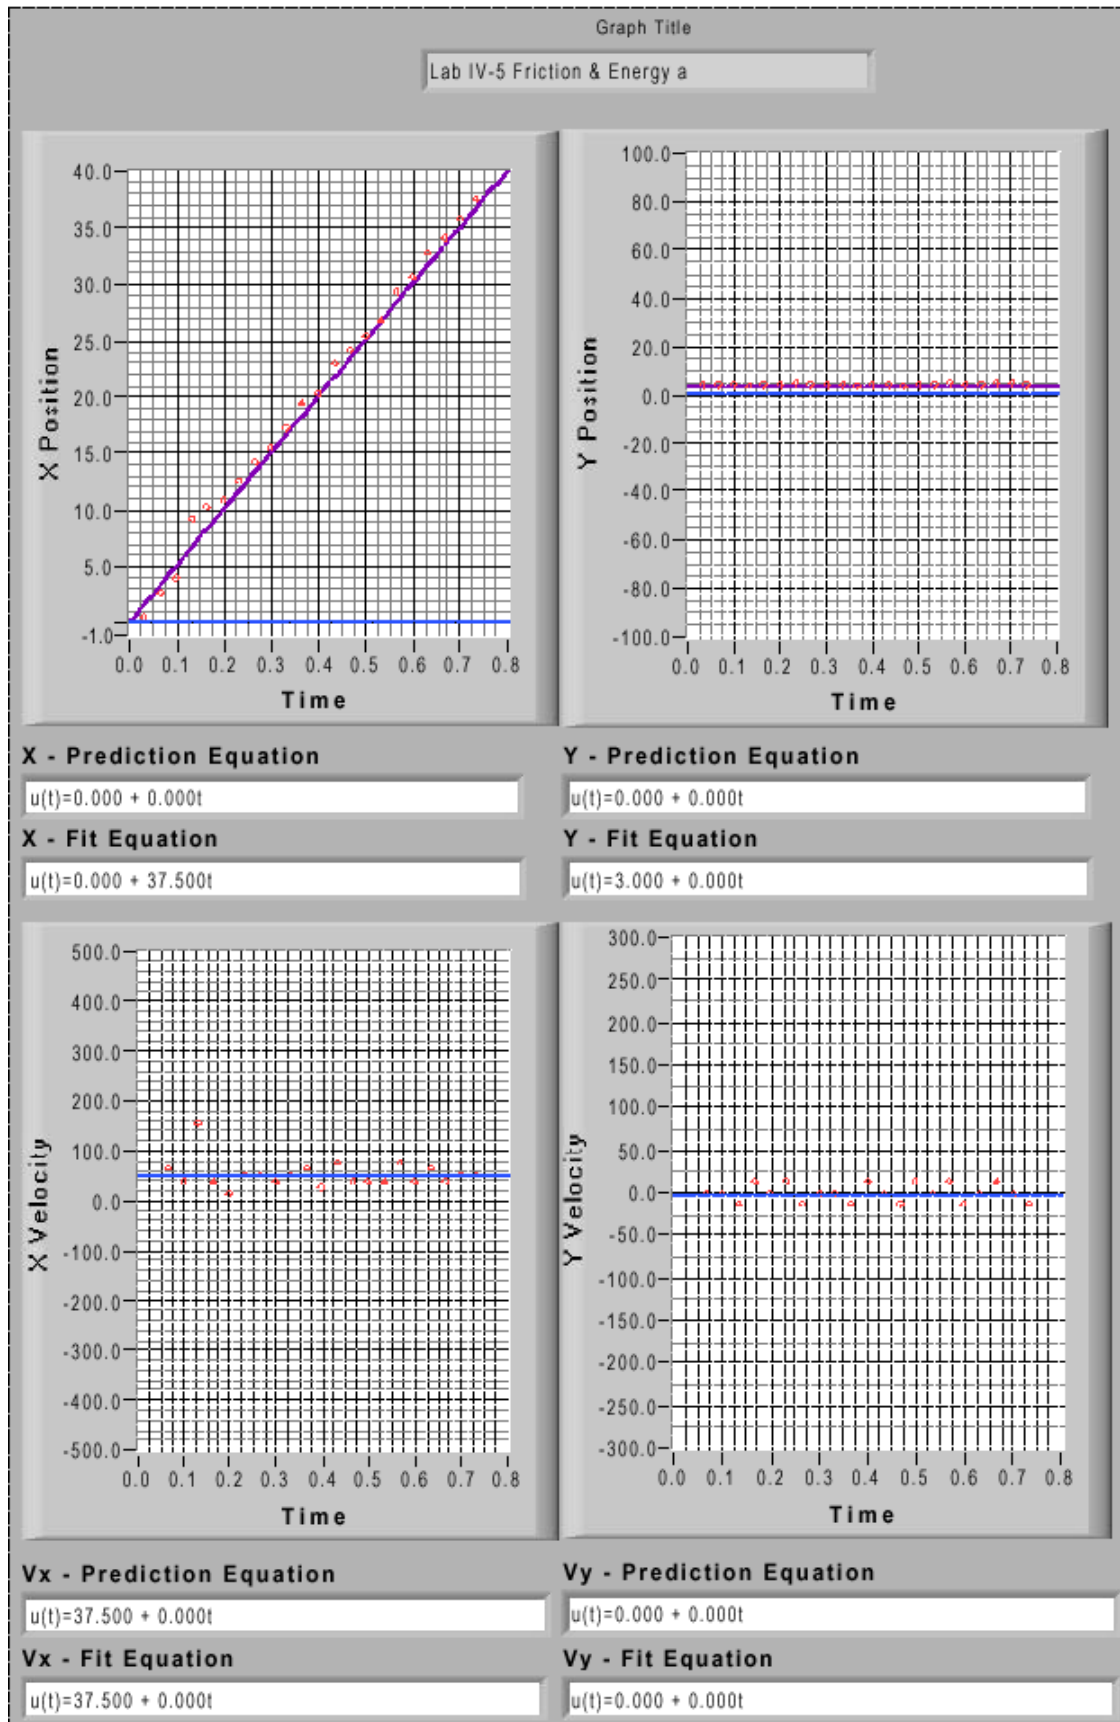 Graph Title
Lab IV-5 Friction & Energy a
40.0
35.0
30.0
25.0
20.0
15.0
10.0
5.0
-1.0
X Position
0.0 0.1 0.2 0.3 0.4 0.5 0.6 0.7 0.8
Time
100.0
80.0
60.0
40.0
20.0
0.0
-20.0
-40.0
-60.0
-80.0
-100.0
Y Position
0.0 0.1 0.2 0.3 0.4 0.5 0.6 0.7 0.8
Time
X - Prediction Equation
u(t)=0.000 + 0.000t
X - Fit Equation
u(t)=0.000 + 37.500t
Y - Prediction Equation
u(t)=0.000 + 0.000t
Y - Fit Equation
u(t)=3.000 + 0.000t
500.0
400.0
300.0
200.0
100.0
0.0
-100.0
-200.0
-300.0
-400.0
-500.0
X Velocity
0.0 0.1 0.2 0.3 0.4 0.5 0.6 0.7 0.8
Time
300.0
250.0
200.0
150.0
100.0
50.0
0.0
-50.0
-100.0
-150.0
-200.0
-250.0
-300.0
Y Velocity
0.0 0.1 0.2 0.3 0.4 0.5 0.6 0.7 0.8
Time
Vx - Prediction Equation
u(t)=37.500 + 0.000t
Vx - Fit Equation
u(t)=37.500 + 0.000t
Vy - Prediction Equation
u(t)=0.000 + 0.000t
Vy - Fit Equation
u(t)=0.000 + 0.000t